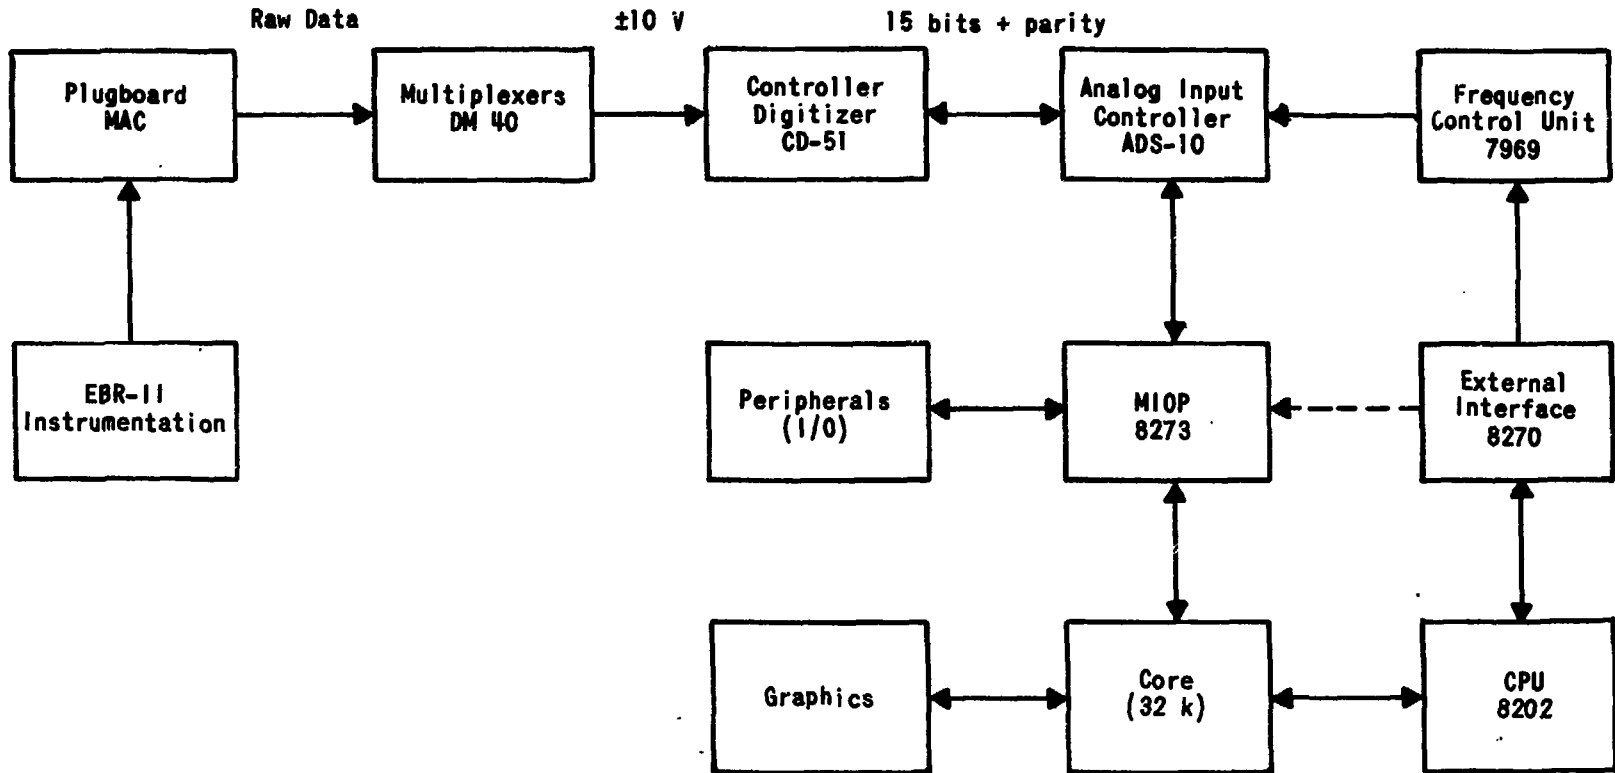 Raw Data
±10 V
15 bits + parity
Plugboard
MAC
Multiplexers
DM 40
Controller
Digitizer
CD-51
Analog Input
Controller
ADS-10
Frequency
Control Unit
7969
EBR-II
Instrumentation
Peripherals
(I/O)
MIOP
8273
External
Interface
8270
Graphics
Core
(32 k)
CPU
8202